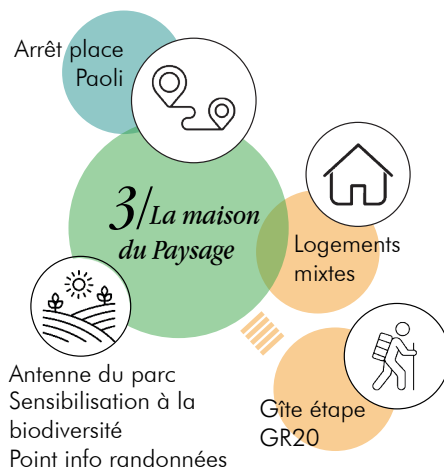 Arrêt place
Paoli
3/La maison
du Paysage
Logements
mixtes
Antenne du parc
Sensibilisation à la
biodiversité
Point info randonnées
Gîte étape
GR20